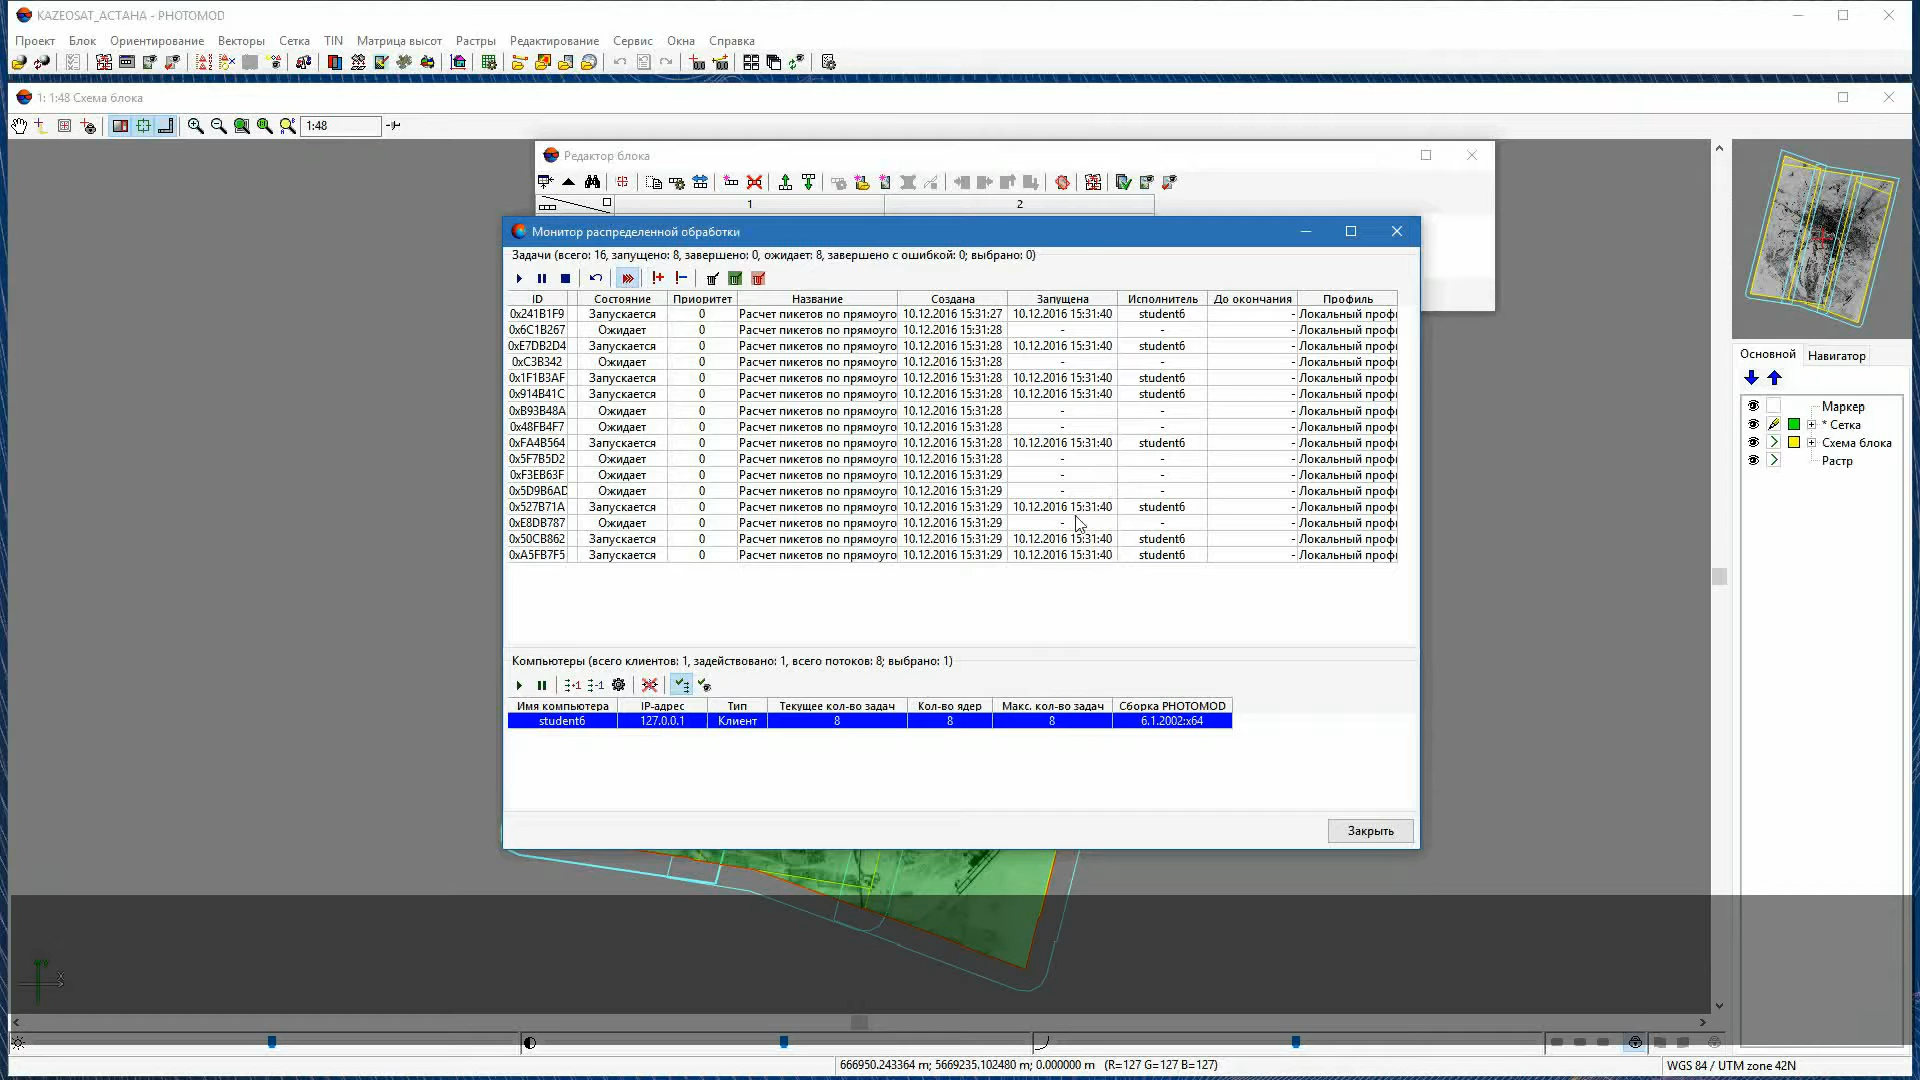 KAZEOSAT_АСТАНА - PHOTOMOD
Проект Блок Ориентирование Векторы Сетка TIN Матрица высот Растры Редактирование Сервис Окна Справка
1: 1:48 Схема блока
1:48
Редактор блока
1 2
Монитор распределенной обработки
Задачи (всего: 16, запущено: 8, завершено: 0, ожидает: 8, завершено с ошибкой: 0; выбрано: 0)
ID Состояние Приоритет Название Создана Запущена Исполнитель До окончания Профиль
0x241B1F9 Запускается 0 Расчет пикетов по прямоуго 10.12.2016 15:31:27 10.12.2016 15:31:40 student6 - Локальный проф
0x6C1B267 Ожидает 0 Расчет пикетов по прямоуго 10.12.2016 15:31:28 - - - Локальный проф
0xE7DB2D4 Запускается 0 Расчет пикетов по прямоуго 10.12.2016 15:31:28 10.12.2016 15:31:40 student6 - Локальный проф
0xC3B342 Ожидает 0 Расчет пикетов по прямоуго 10.12.2016 15:31:28 - - - Локальный проф
0x1F1B3AF Запускается 0 Расчет пикетов по прямоуго 10.12.2016 15:31:28 10.12.2016 15:31:40 student6 - Локальный проф
0x914B41C Запускается 0 Расчет пикетов по прямоуго 10.12.2016 15:31:28 10.12.2016 15:31:40 student6 - Локальный проф
0xB93B48A Ожидает 0 Расчет пикетов по прямоуго 10.12.2016 15:31:28 - - - Локальный проф
0x48FB4F7 Ожидает 0 Расчет пикетов по прямоуго 10.12.2016 15:31:28 - - - Локальный проф
0xFA4B564 Запускается 0 Расчет пикетов по прямоуго 10.12.2016 15:31:28 10.12.2016 15:31:40 student6 - Локальный проф
0x5F7B5D2 Ожидает 0 Расчет пикетов по прямоуго 10.12.2016 15:31:28 - - - Локальный проф
0xF3EB63F Ожидает 0 Расчет пикетов по прямоуго 10.12.2016 15:31:29 - - - Локальный проф
0x5D9B6AD Ожидает 0 Расчет пикетов по прямоуго 10.12.2016 15:31:29 - - - Локальный проф
0x527B71A Запускается 0 Расчет пикетов по прямоуго 10.12.2016 15:31:29 10.12.2016 15:31:40 student6 - Локальный проф
0xE8DB787 Ожидает 0 Расчет пикетов по прямоуго 10.12.2016 15:31:29 - - - Локальный проф
0x50CB862 Запускается 0 Расчет пикетов по прямоуго 10.12.2016 15:31:29 10.12.2016 15:31:40 student6 - Локальный проф
0xA5FB7F5 Запускается 0 Расчет пикетов по прямоуго 10.12.2016 15:31:29 10.12.2016 15:31:40 student6 - Локальный проф
Компьютеры (всего клиентов: 1, задействовано: 1, всего потоков: 8; выбрано: 1)
Имя компьютера IP-адрес Тип Текущее кол-во задач Кол-во ядер Макс. кол-во задач Сборка PHOTOMOD
student6 127.0.0.1 Клиент 8 8 8 6.1.2002:x64
Закрыть
Основной Навигатор
Маркер
* Сетка
Схема блока
Растр
666950.243364 m; 5669235.102480 m; 0.000000 m (R=127 G=127 B=127)
WGS 84 / UTM zone 42N